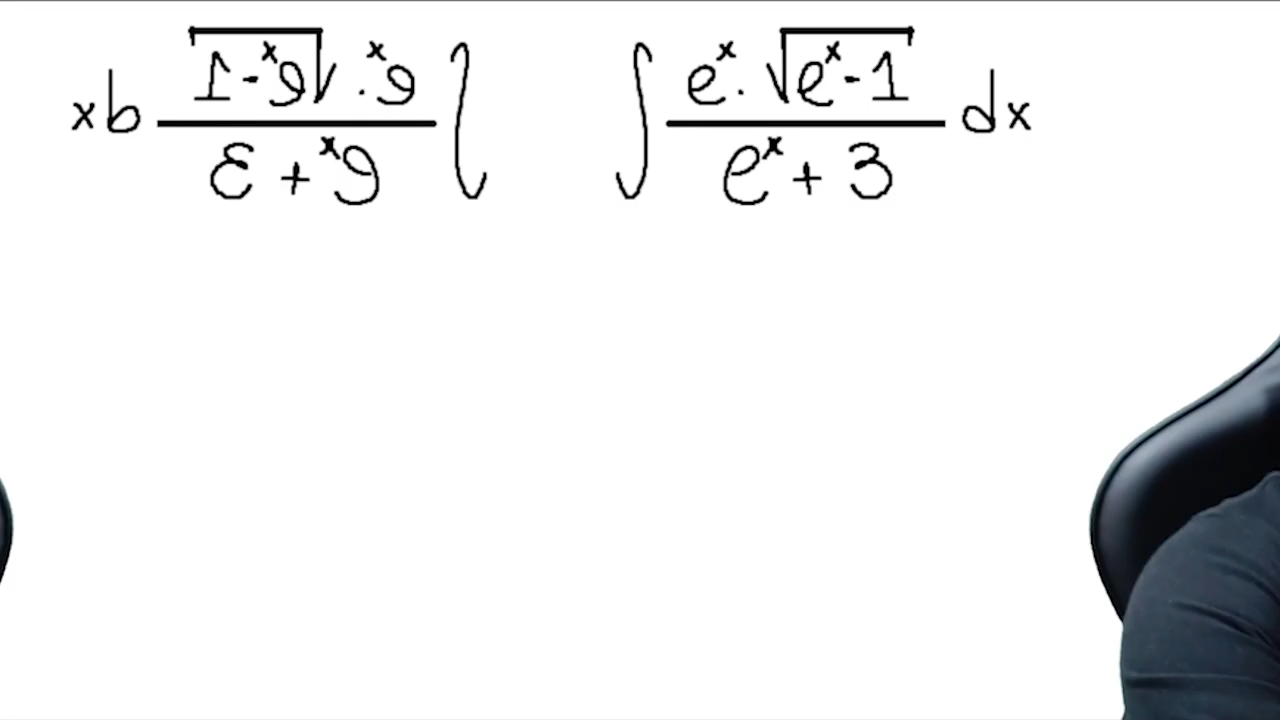 ∫ e^x · √(e^x - 1) / (e^x + 3) dx